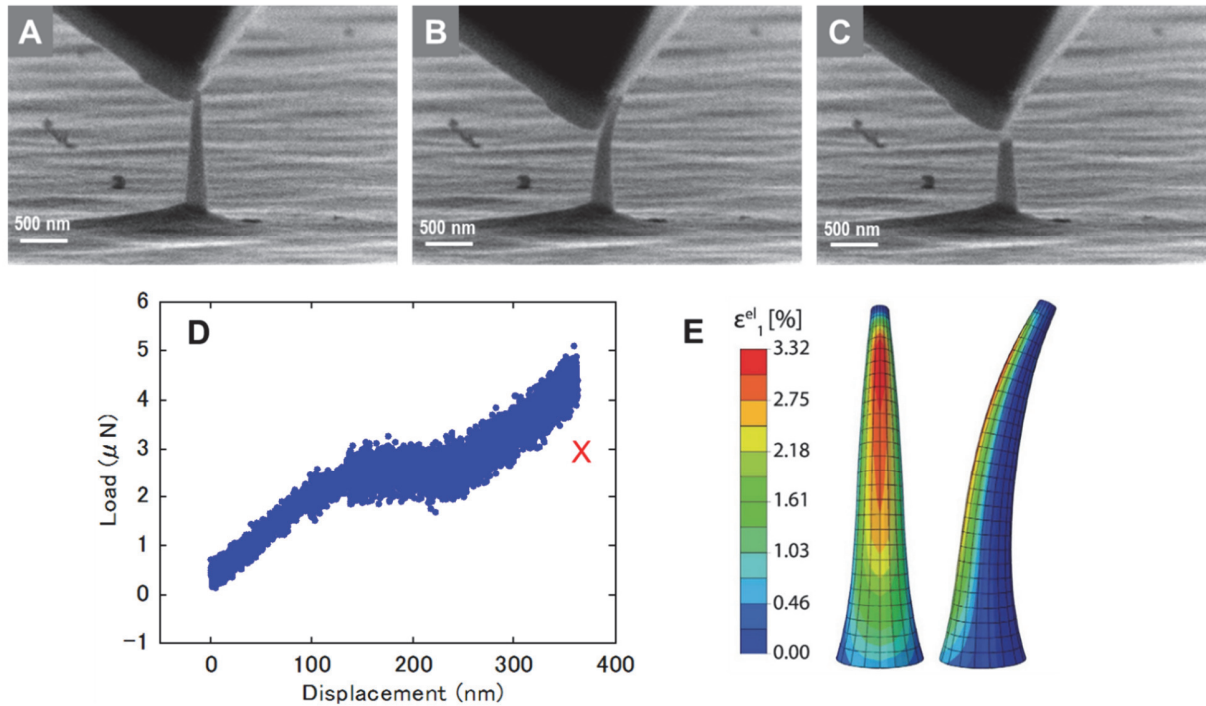 A
B
C
500 nm
500 nm
500 nm
D
Load (μN)
6
5
4
3
2
1
0
−1
X
0 100 200 300 400
Displacement (nm)
E
εel1 [%]
3.32
2.75
2.18
1.61
1.03
0.46
0.00